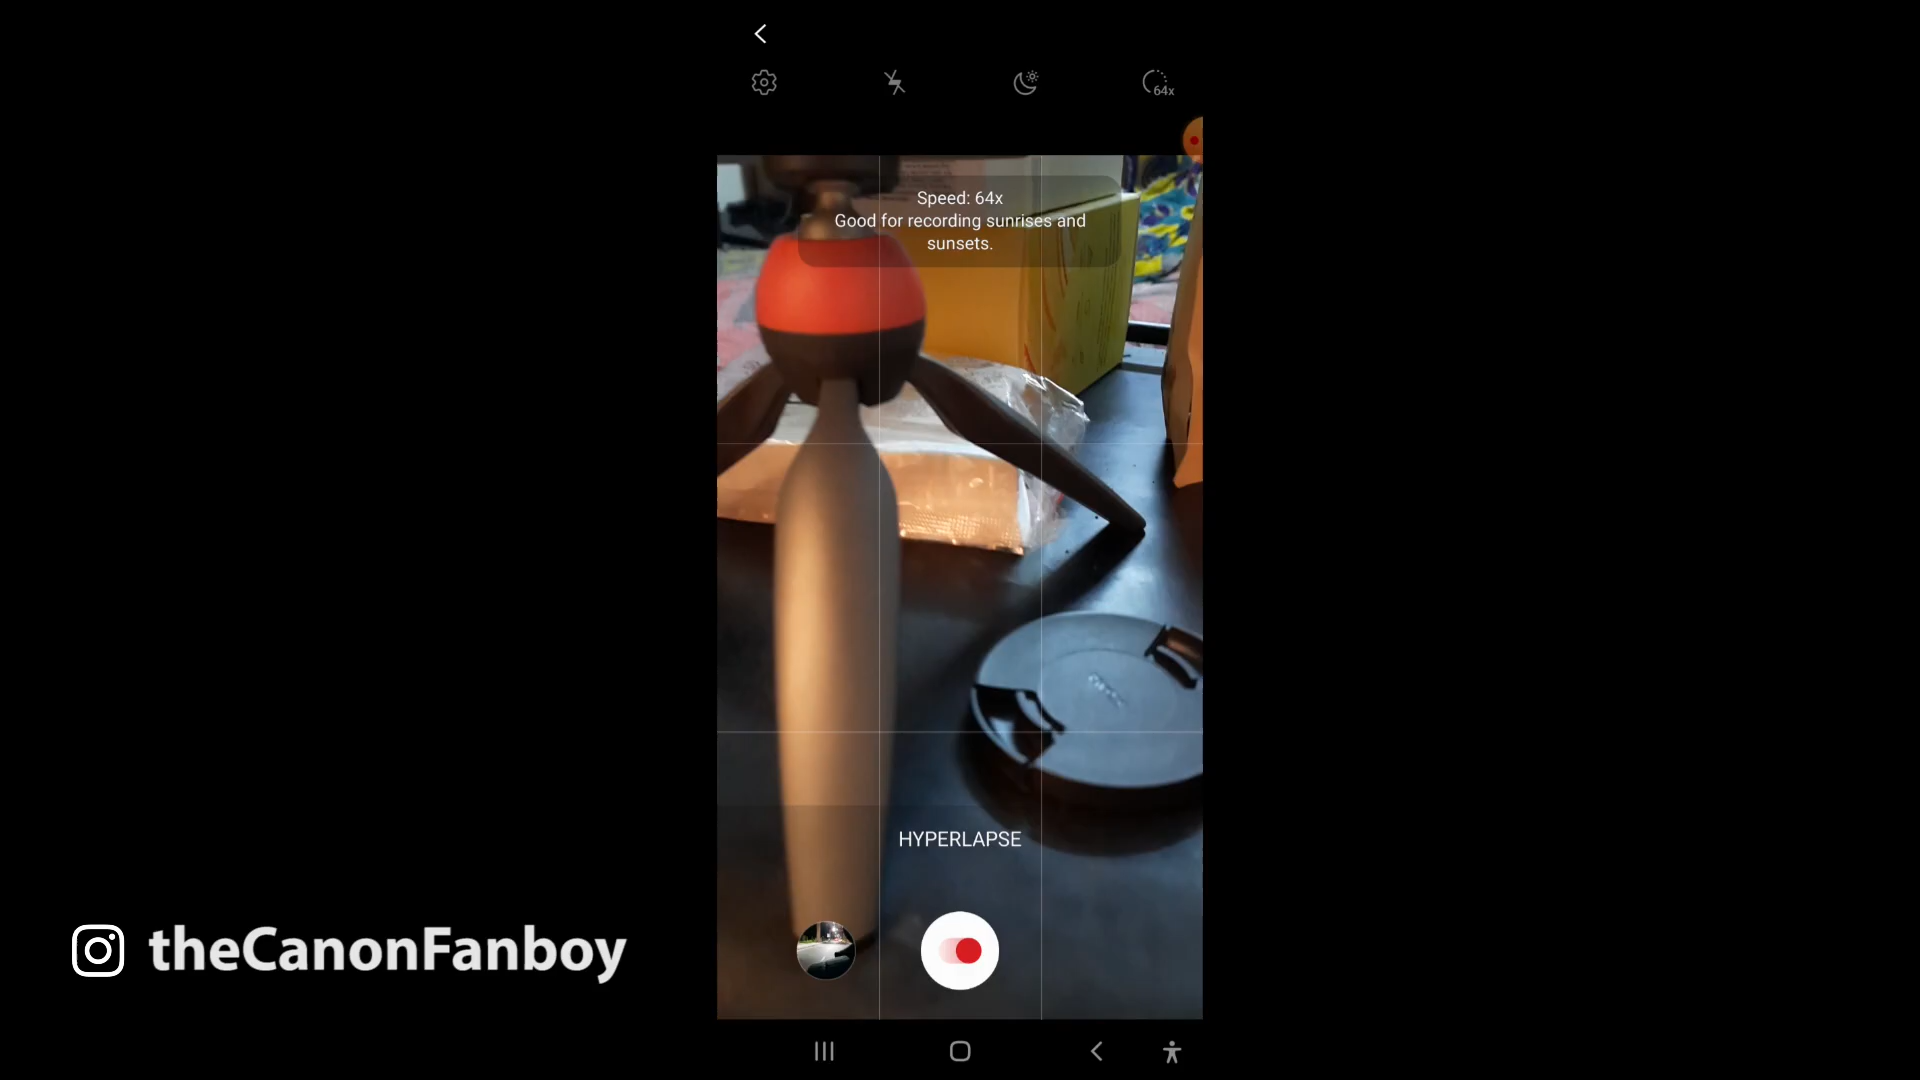 64x
Speed: 64x
Good for recording sunrises and
sunsets.
HYPERLAPSE
theCanonFanboy